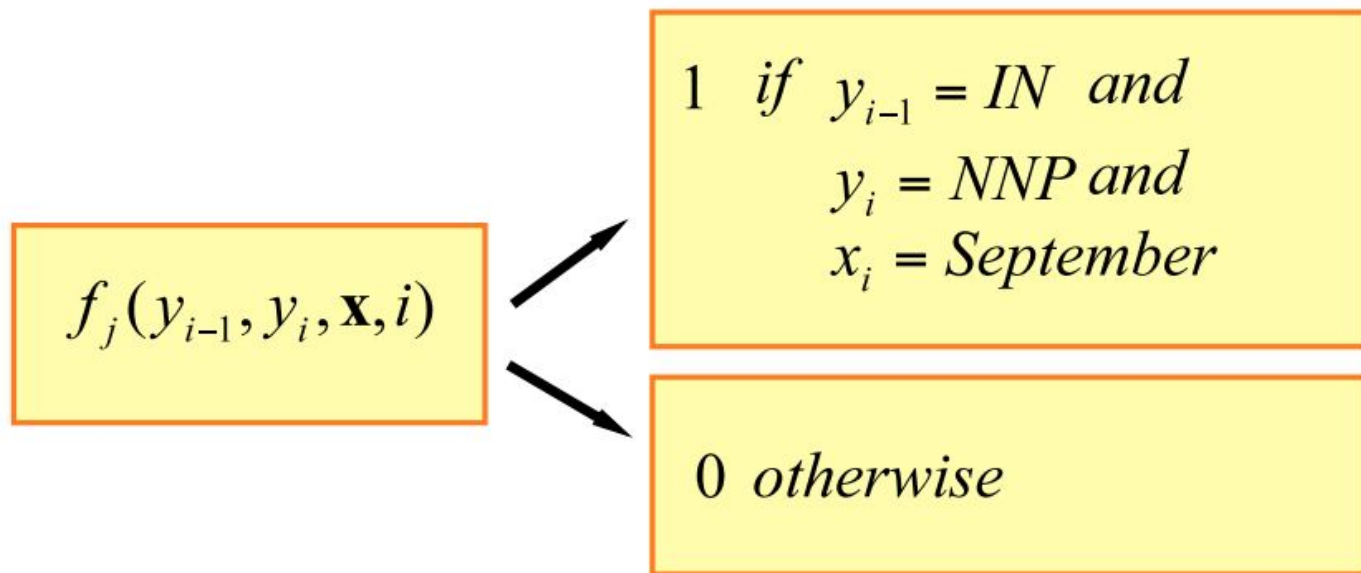 f_j(y_{i−1}, y_i, x, i)
1 if y_{i−1} = IN and
y_i = NNP and
x_i = September
0 otherwise